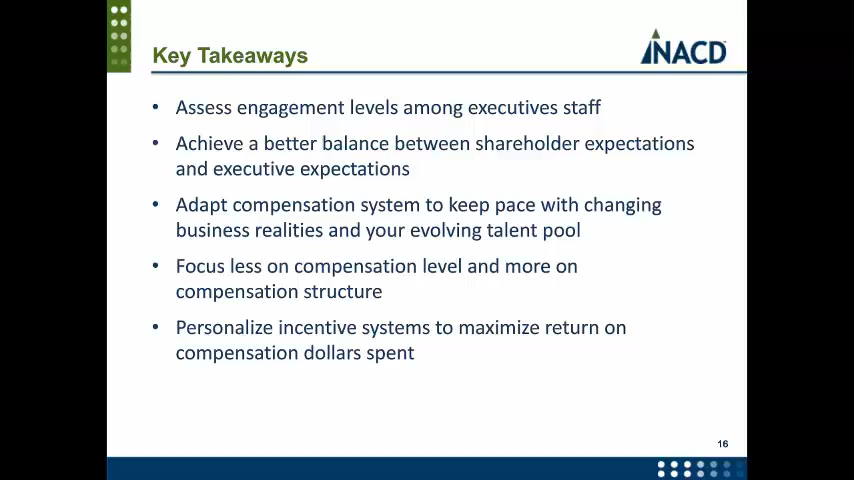 Key Takeaways
NACD
• Assess engagement levels among executives staff
• Achieve a better balance between shareholder expectations
and executive expectations
• Adapt compensation system to keep pace with changing
business realities and your evolving talent pool
• Focus less on compensation level and more on
compensation structure
• Personalize incentive systems to maximize return on
compensation dollars spent
16